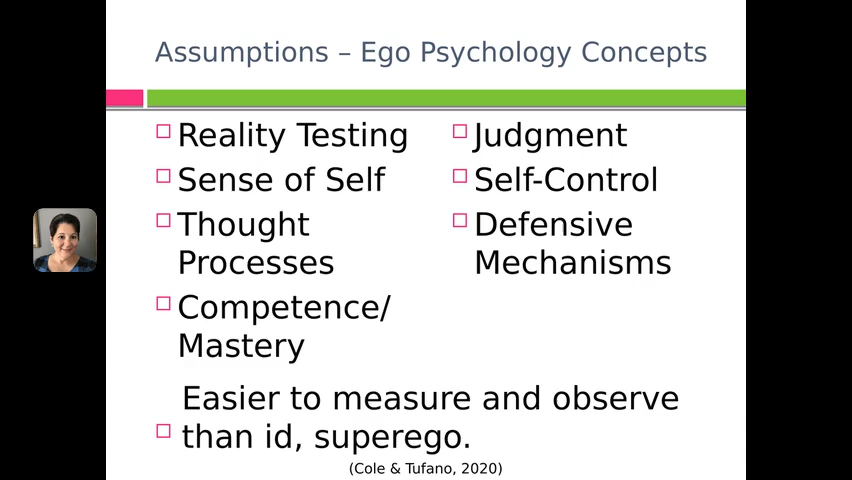 Assumptions – Ego Psychology Concepts
Reality Testing
Sense of Self
Thought
Processes
Competence/
Mastery
Judgment
Self-Control
Defensive
Mechanisms
Easier to measure and observe
than id, superego.
(Cole & Tufano, 2020)